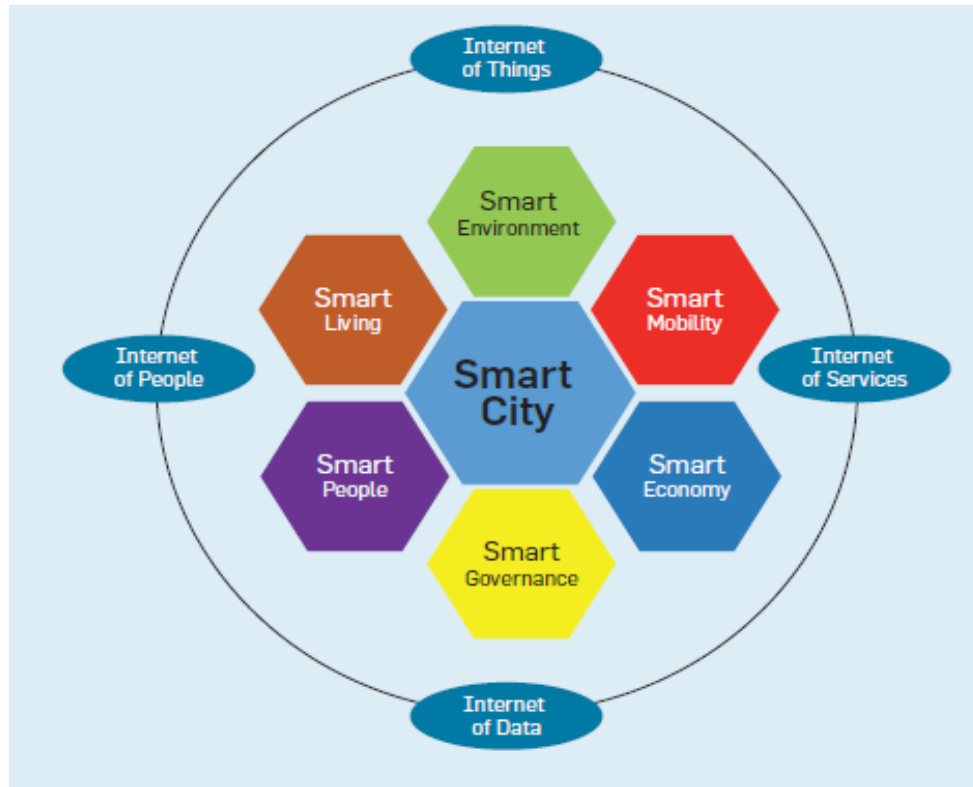 Internet
of Things
Smart
Environment
Smart
Living
Smart
Mobility
Internet
of People
Smart
City
Internet
of Services
Smart
People
Smart
Economy
Smart
Governance
Internet
of Data